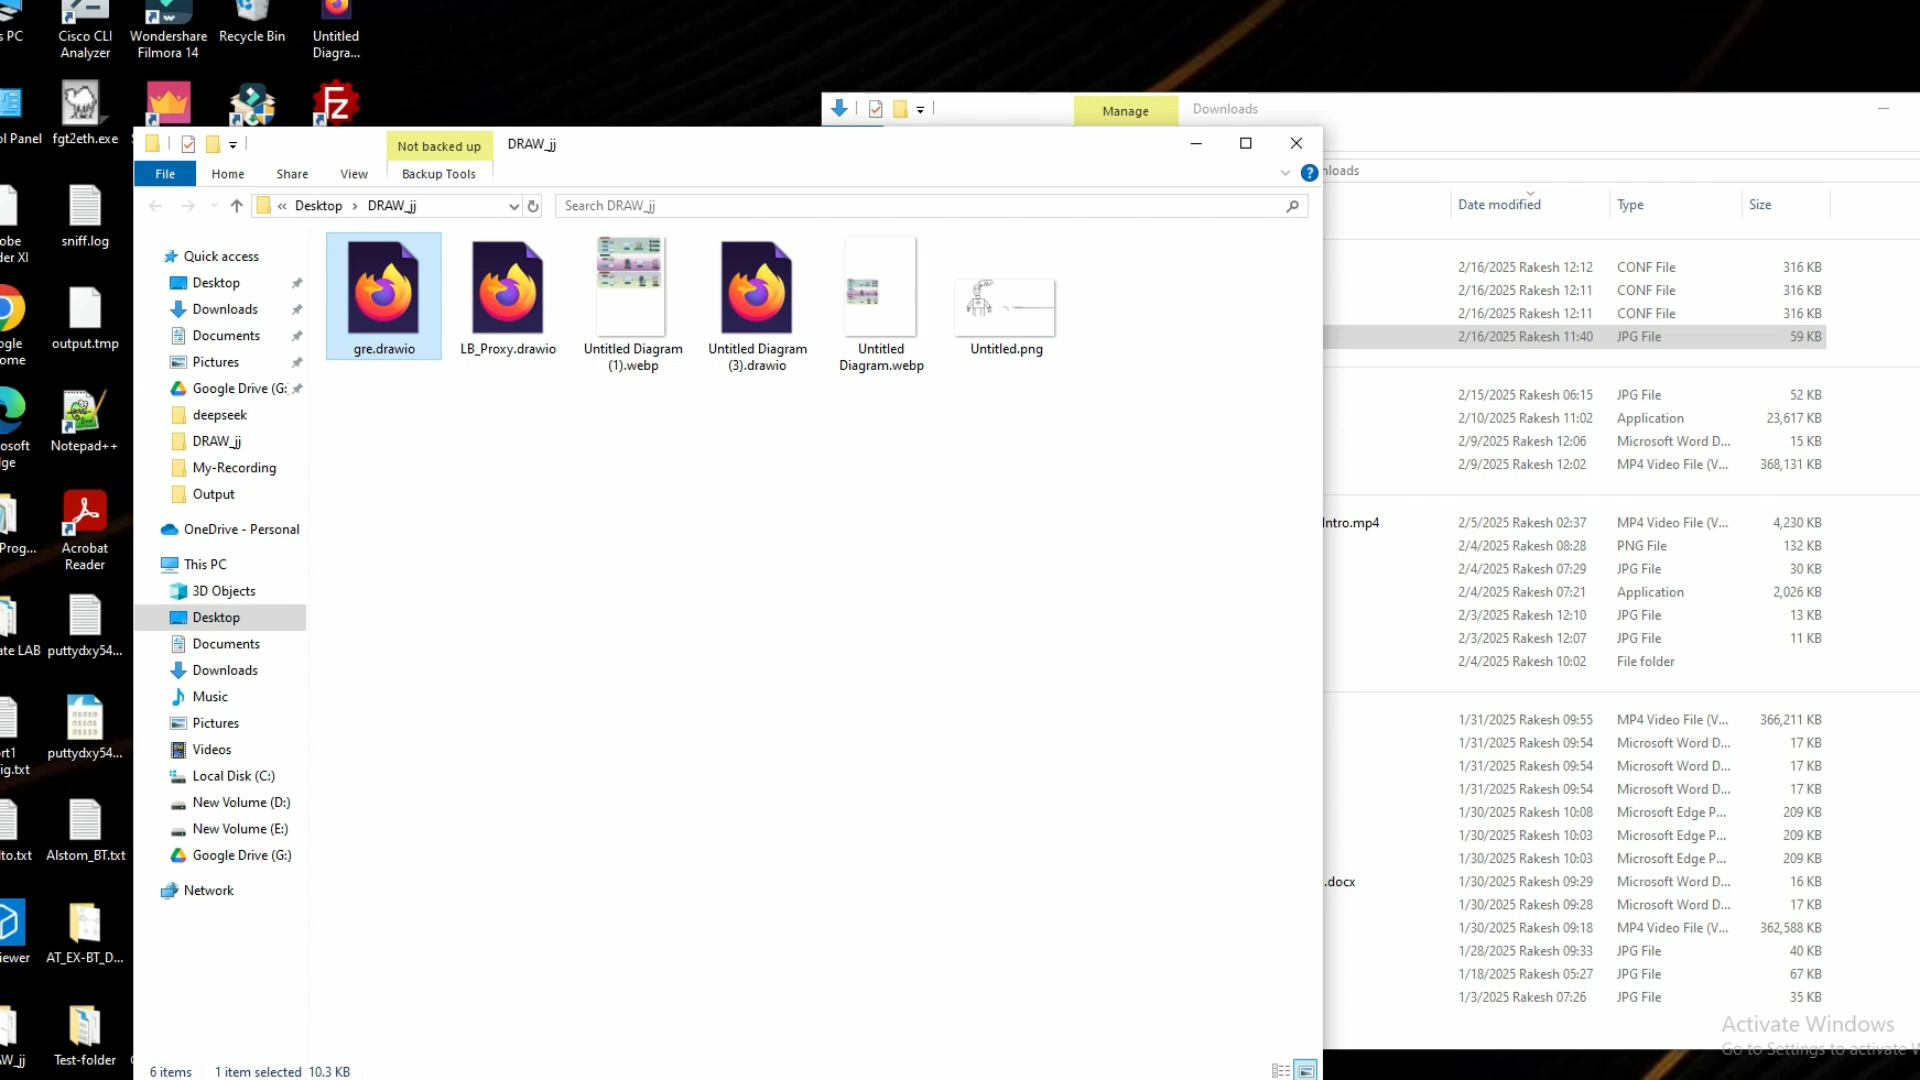 s PC
Cisco CLI
Analyzer
Wondershare
Filmora 14
Recycle Bin
Untitled
Diagra...
ol Panel
fgt2eth.exe
obe
der XI
sniff.log
ogle
ome
output.tmp
osoft
ge
Notepad++
Prog...
Acrobat
Reader
ate LAB
puttydxy54...
rt1
ig.txt
puttydxy54...
lto.txt
Alstom_BT.txt
iewer
AT_EX-BT_D...
W_jj
Test-folder
Manage
Downloads
Not backed up
DRAW_jj
File
Home
Share
View
Backup Tools
« Desktop > DRAW_jj
Search DRAW_jj
Quick access
Desktop
Downloads
Documents
Pictures
Google Drive (G:
deepseek
DRAW_jj
My-Recording
Output
OneDrive - Personal
This PC
3D Objects
Desktop
Documents
Downloads
Music
Pictures
Videos
Local Disk (C:)
New Volume (D:)
New Volume (E:)
Google Drive (G:)
Network
gre.drawio
LB_Proxy.drawio
Untitled Diagram
(1).webp
Untitled Diagram
(3).drawio
Untitled
Diagram.webp
Untitled.png
6 items
1 item selected 10.3 KB
nloads
Date modified Type Size
2/16/2025 Rakesh 12:12 CONF File 316 KB
2/16/2025 Rakesh 12:11 CONF File 316 KB
2/16/2025 Rakesh 12:11 CONF File 316 KB
2/16/2025 Rakesh 11:40 JPG File 59 KB
2/15/2025 Rakesh 06:15 JPG File 52 KB
2/10/2025 Rakesh 11:02 Application 23,617 KB
2/9/2025 Rakesh 12:06 Microsoft Word D... 15 KB
2/9/2025 Rakesh 12:02 MP4 Video File (V... 368,131 KB
Intro.mp4 2/5/2025 Rakesh 02:37 MP4 Video File (V... 4,230 KB
2/4/2025 Rakesh 08:28 PNG File 132 KB
2/4/2025 Rakesh 07:29 JPG File 30 KB
2/4/2025 Rakesh 07:21 Application 2,026 KB
2/3/2025 Rakesh 12:10 JPG File 13 KB
2/3/2025 Rakesh 12:07 JPG File 11 KB
2/4/2025 Rakesh 10:02 File folder
1/31/2025 Rakesh 09:55 MP4 Video File (V... 366,211 KB
1/31/2025 Rakesh 09:54 Microsoft Word D... 17 KB
1/31/2025 Rakesh 09:54 Microsoft Word D... 17 KB
1/31/2025 Rakesh 09:54 Microsoft Word D... 17 KB
1/30/2025 Rakesh 10:08 Microsoft Edge P... 209 KB
1/30/2025 Rakesh 10:03 Microsoft Edge P... 209 KB
1/30/2025 Rakesh 10:03 Microsoft Edge P... 209 KB
.docx 1/30/2025 Rakesh 09:29 Microsoft Word D... 16 KB
1/30/2025 Rakesh 09:28 Microsoft Word D... 17 KB
1/30/2025 Rakesh 09:18 MP4 Video File (V... 362,588 KB
1/28/2025 Rakesh 09:33 JPG File 40 KB
1/18/2025 Rakesh 05:27 JPG File 67 KB
1/3/2025 Rakesh 07:26 JPG File 35 KB
Activate Windows
Go to Settings to activate W